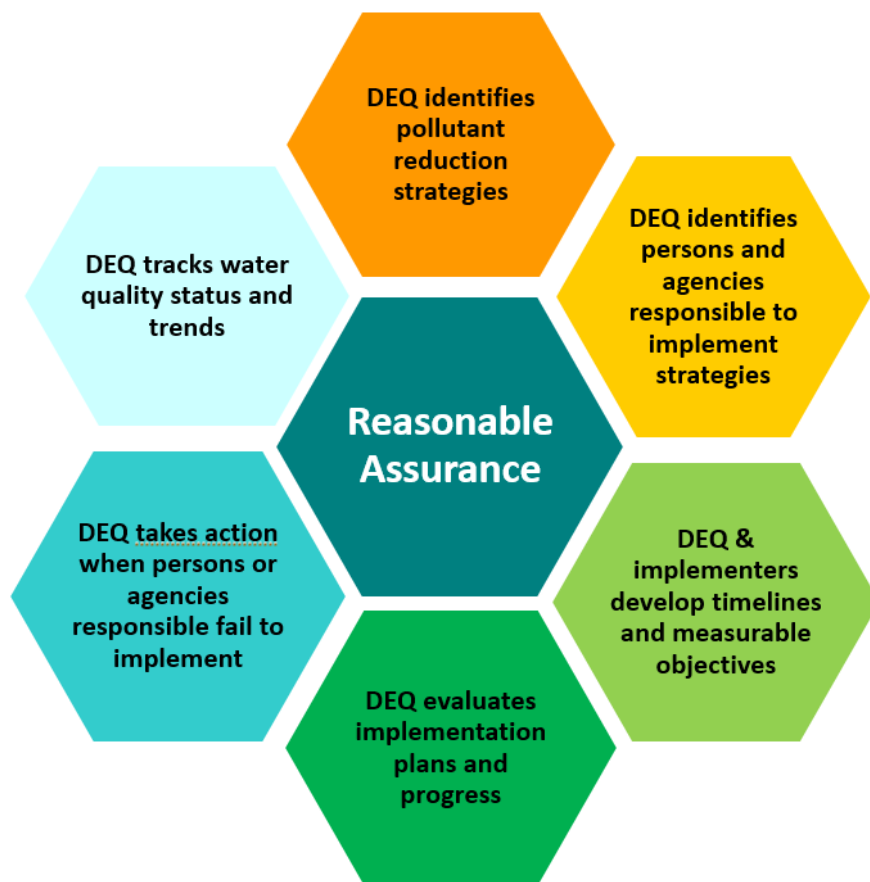 DEQ identifies
pollutant
reduction
strategies
DEQ identifies
persons and
agencies
responsible to
implement
strategies
DEQ &
implementers
develop timelines
and measurable
objectives
DEQ evaluates
implementation
plans and
progress
DEQ takes action
when persons or
agencies
responsible fail to
implement
DEQ tracks water
quality status and
trends
Reasonable
Assurance